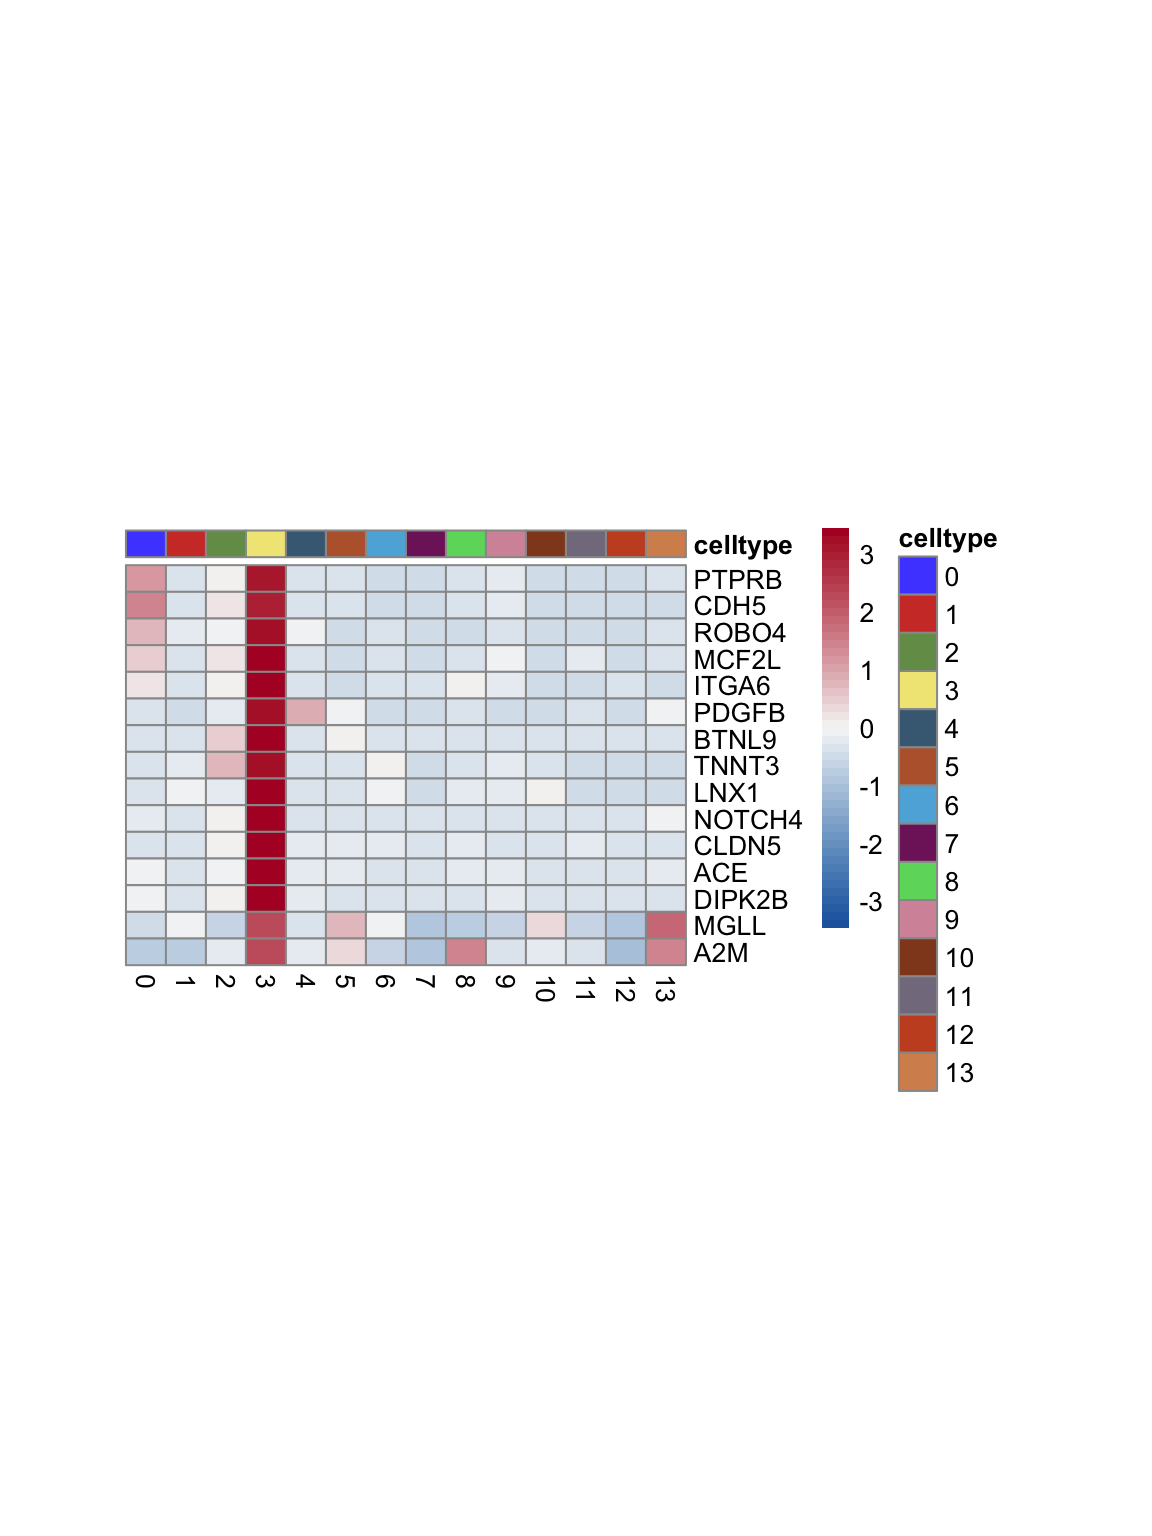 celltype
PTPRB
CDH5
ROBO4
MCF2L
ITGA6
PDGFB
BTNL9
TNNT3
LNX1
NOTCH4
CLDN5
ACE
DIPK2B
MGLL
A2M
0 1 2 3 4 5 6 7 8 9 10 11 12 13
3
2
1
0
-1
-2
-3
celltype
0
1
2
3
4
5
6
7
8
9
10
11
12
13